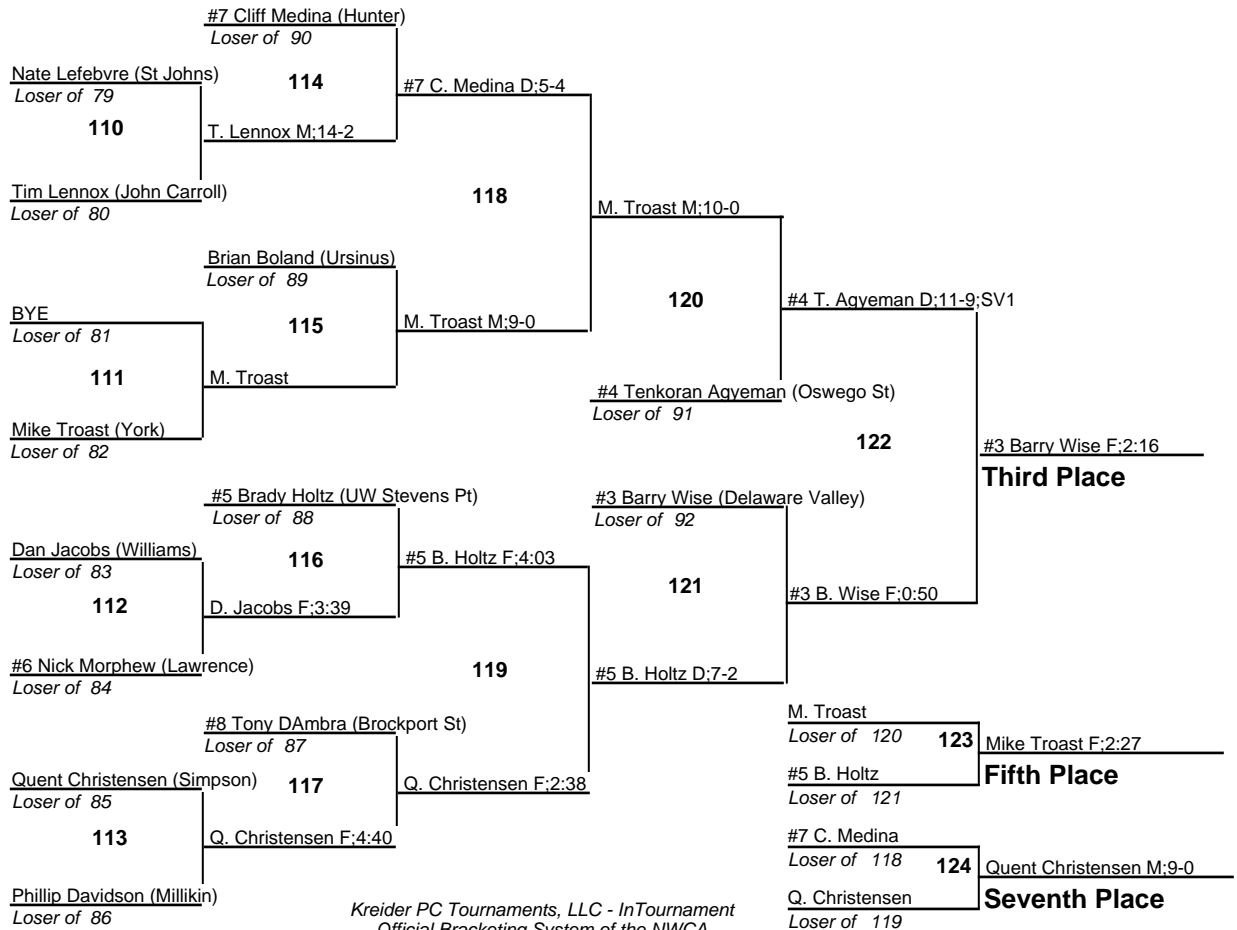 #7 Cliff Medina (Hunter)
Loser of 90
Nate Lefebvre (St Johns)
Loser of 79
114
#7 C. Medina D;5-4
110
T. Lennox M;14-2
Tim Lennox (John Carroll)
Loser of 80
118
M. Troast M;10-0
Brian Boland (Ursinus)
Loser of 89
BYE
Loser of 81
115
M. Troast M;9-0
120
#4 T. Agyeman D;11-9;SV1
111
M. Troast
#4 Tenkoran Agyeman (Oswego St)
Loser of 91
Mike Troast (York)
Loser of 82
122
#3 Barry Wise F;2:16
Third Place
#5 Brady Holtz (UW Stevens Pt)
Loser of 88
#3 Barry Wise (Delaware Valley)
Loser of 92
Dan Jacobs (Williams)
Loser of 83
116
#5 B. Holtz F;4:03
121
#3 B. Wise F;0:50
112
D. Jacobs F;3:39
#6 Nick Morphew (Lawrence)
Loser of 84
119
#5 B. Holtz D;7-2
#8 Tony DAmbra (Brockport St)
Loser of 87
M. Troast
Loser of 120
123
Mike Troast F;2:27
Fifth Place
#5 B. Holtz
Loser of 121
Quent Christensen (Simpson)
Loser of 85
117
Q. Christensen F;2:38
113
Q. Christensen F;4:40
#7 C. Medina
Loser of 118
124
Quent Christensen M;9-0
Seventh Place
Q. Christensen
Loser of 119
Phillip Davidson (Millikin)
Loser of 86
Kreider PC Tournaments, LLC - InTournament
Official Bracketing System of the NWCA